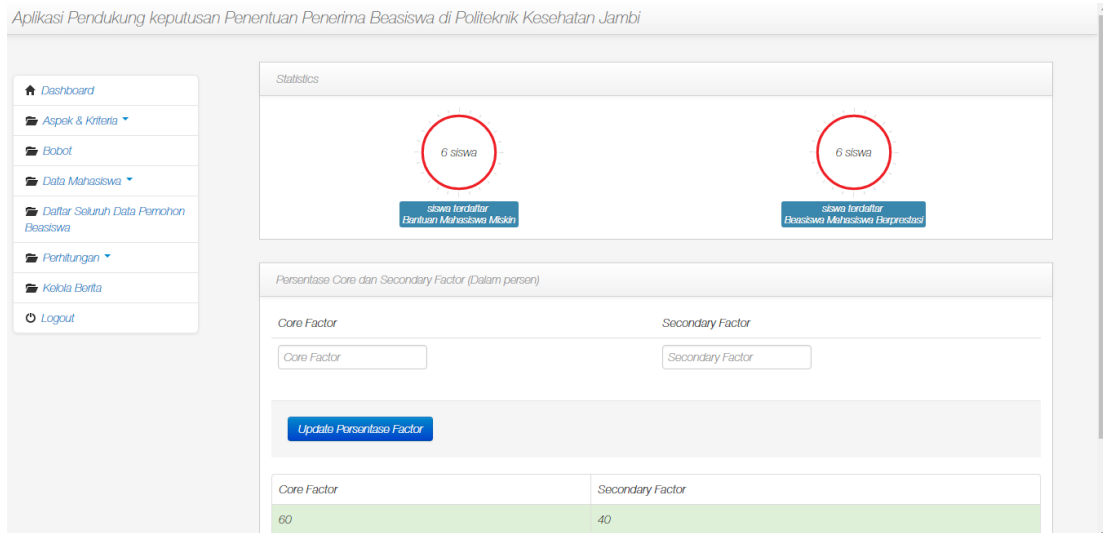 Aplikasi Pendukung keputusan Penentuan Penerima Beasiswa di Politeknik Kesehatan Jambi
Dashboard
Aspek & Kriteria
Bobot
Data Mahasiswa
Daftar Seluruh Data Pemohon
Beasiswa
Perhitungan
Kelola Berita
Logout
Statistics
6 siswa
siswa terdaftar
Bantuan Mahasiswa Miskin
6 siswa
siswa terdaftar
Beasiswa Mahasiswa Berprestasi
Persentase Core dan Secondary Factor (Dalam persen)
Core Factor
Secondary Factor
Core Factor
Secondary Factor
Update Persentase Factor
Core Factor
Secondary Factor
60
40